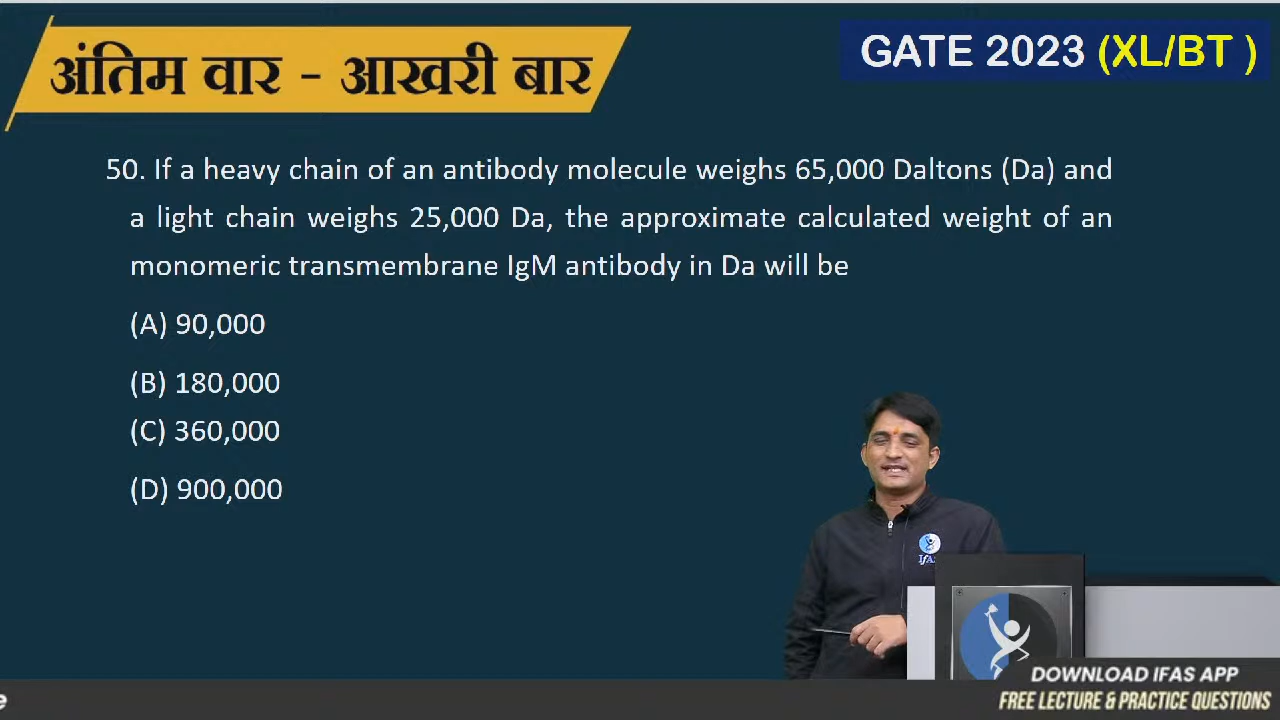 अंतिम वार - आखरी बार
GATE 2023 (XL/BT )
50. If a heavy chain of an antibody molecule weighs 65,000 Daltons (Da) and
a light chain weighs 25,000 Da, the approximate calculated weight of an
monomeric transmembrane IgM antibody in Da will be
(A) 90,000
(B) 180,000
(C) 360,000
(D) 900,000
IFAS
DOWNLOAD IFAS APP
FREE LECTURE & PRACTICE QUESTIONS
e